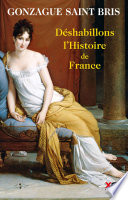 GONZAGUE SAINT BRIS
Déshabillons
l'Histoire
de
France